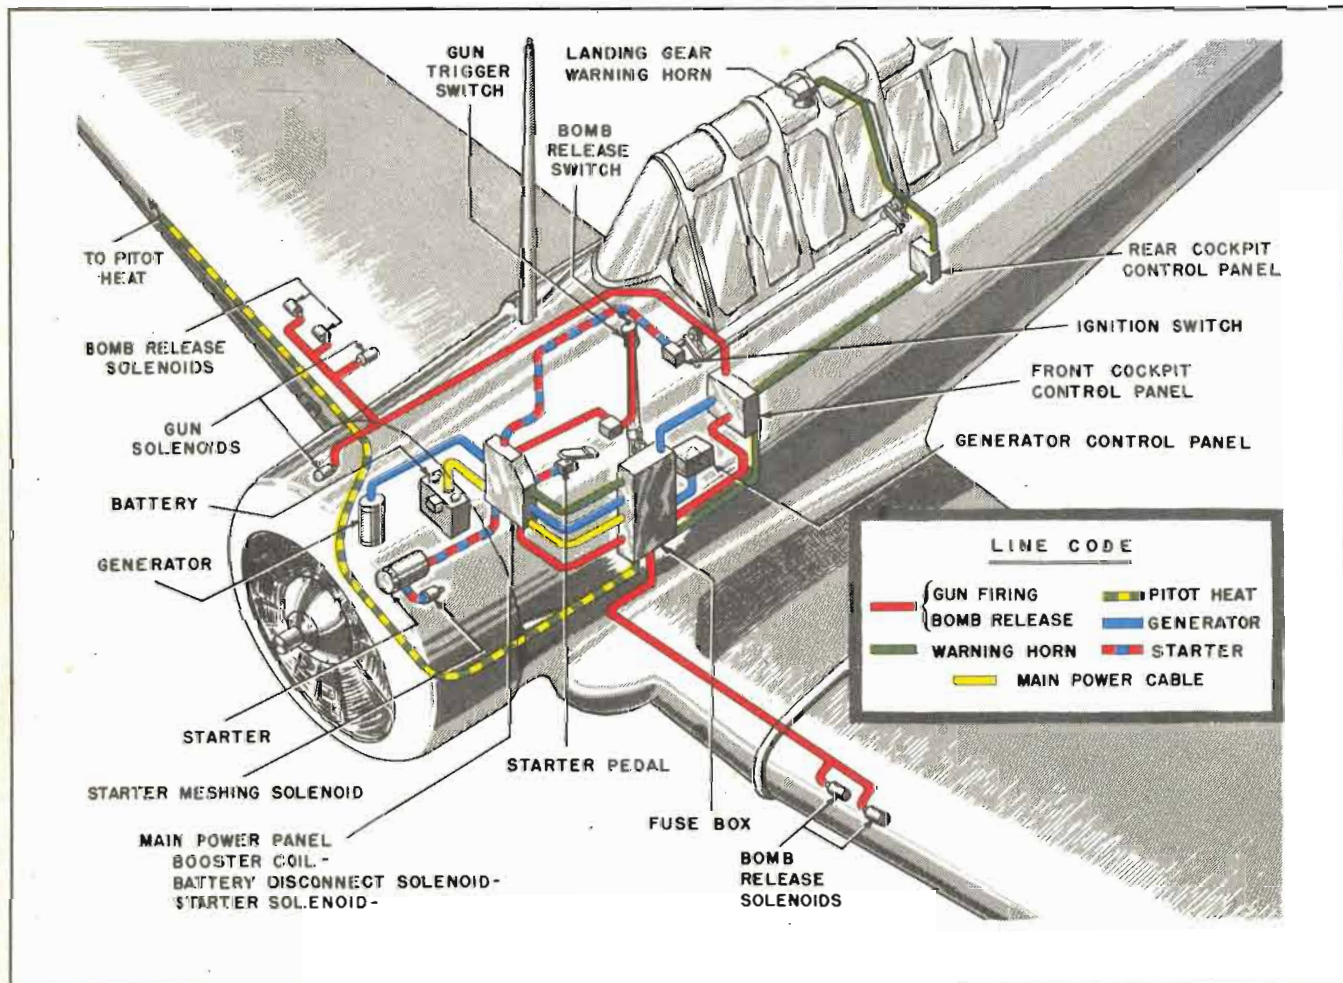 GUN
TRIGGER
SWITCH
LANDING GEAR
WARNING HORN
BOMB
RELEASE
SWITCH
TO PITOT
HEAT
BOMB RELEASE
SOLENOIDS
GUN
SOLENOIDS
BATTERY
GENERATOR
STARTER
STARTER MESHING SOLENOID
MAIN POWER PANEL
BOOSTER COIL-
BATTERY DISCONNECT SOLENOID-
STARTER SOLENOID-
STARTER PEDAL
FUSE BOX
BOMB
RELEASE
SOLENOIDS
REAR COCKPIT
CONTROL PANEL
IGNITION SWITCH
FRONT COCKPIT
CONTROL PANEL
GENERATOR CONTROL PANEL
LINE CODE
GUN FIRING
BOMB RELEASE
WARNING HORN
PITOT HEAT
GENERATOR
STARTER
MAIN POWER CABLE